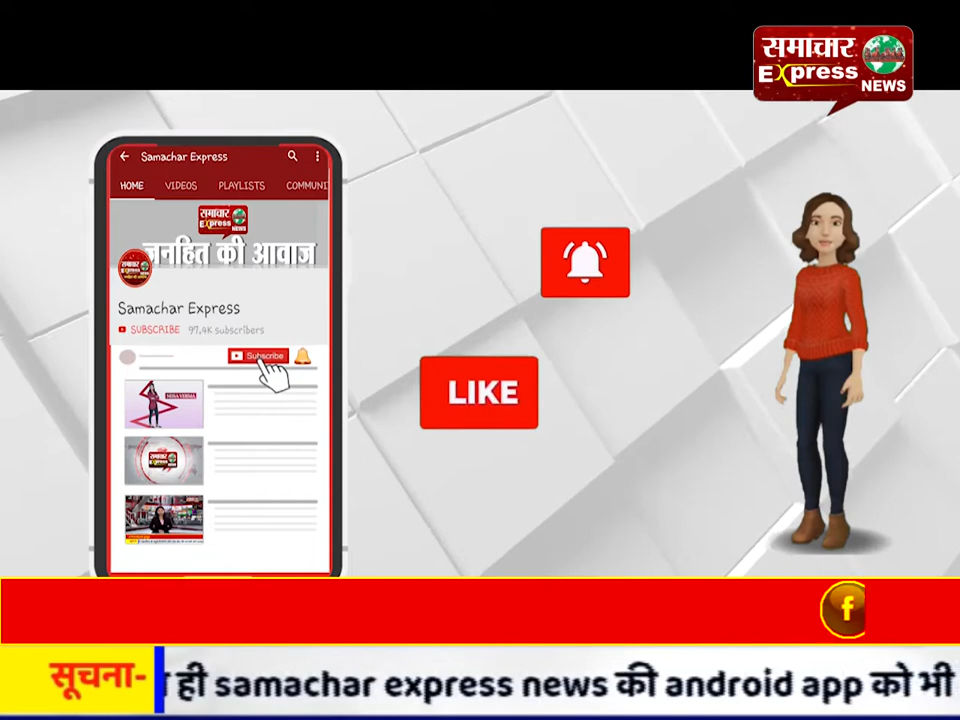 समाचार
Express
NEWS
Samachar Express
HOME VIDEOS PLAYLISTS COMMUNI
समाचार
Express
NEWS
जनहित की आवाज
Samachar Express
SUBSCRIBE 97.4K subscribers
Subscribe
LIKE
f
सूचना- ही samachar express news की android app को भी